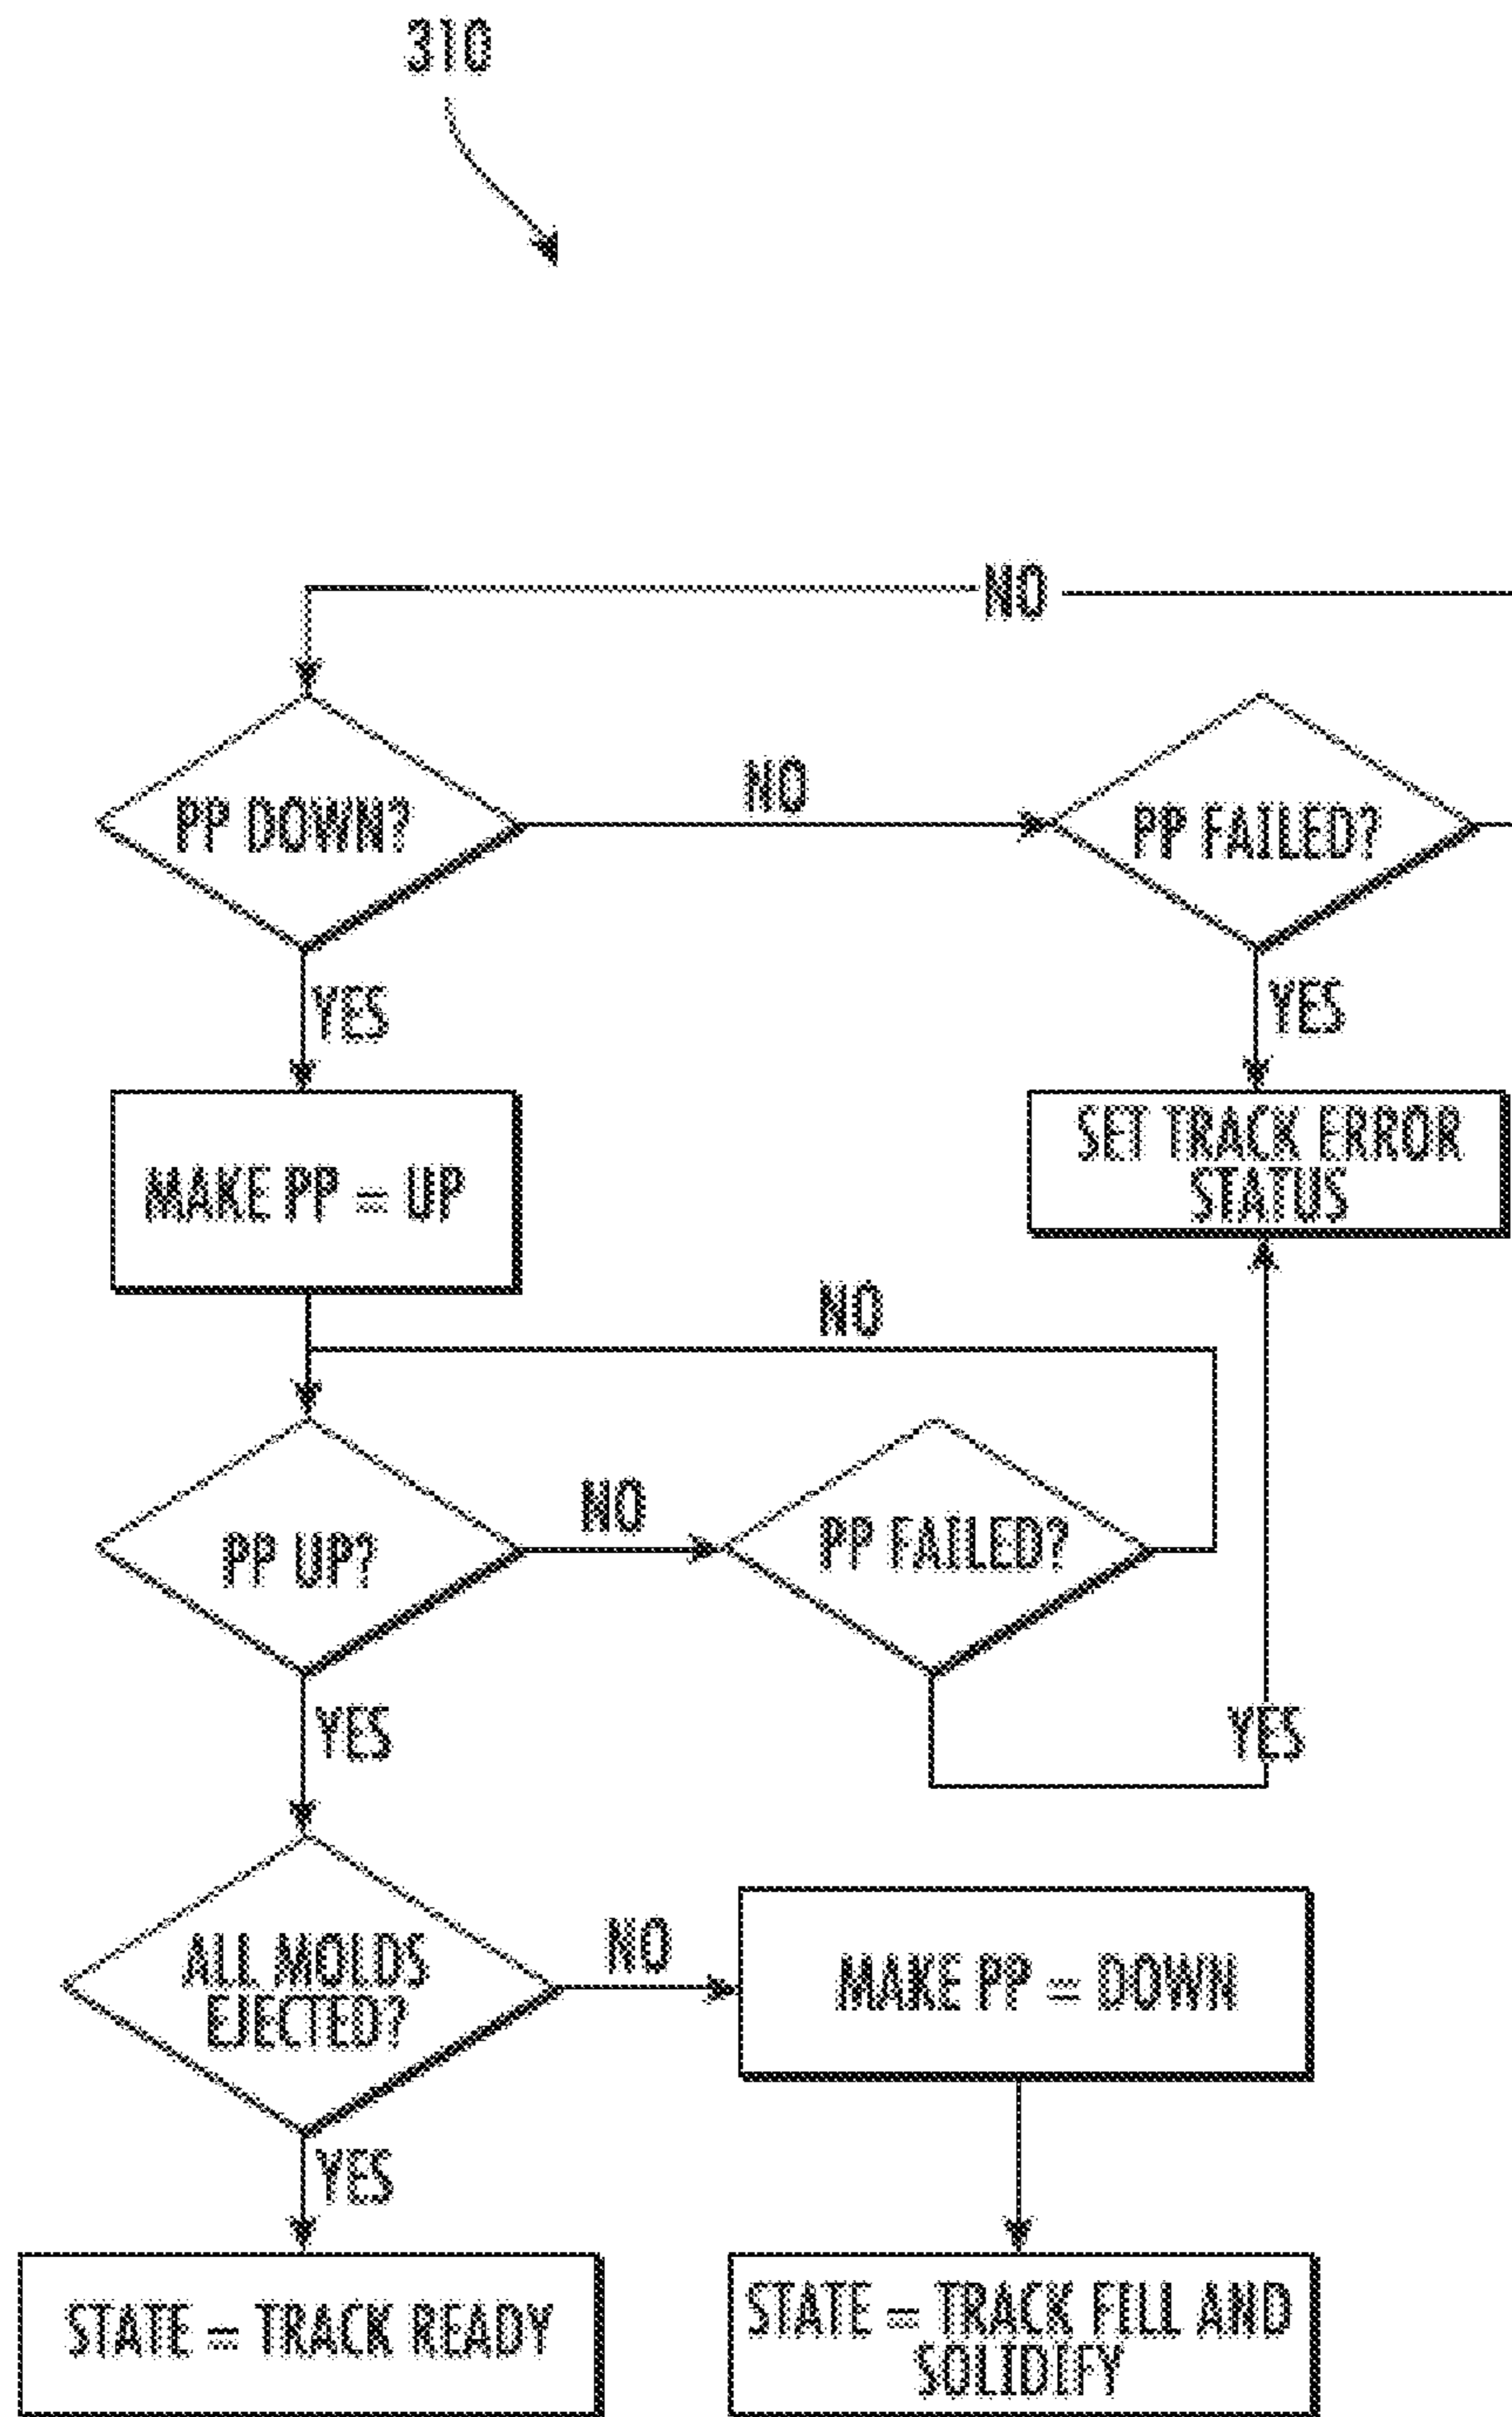 310
NO
PP DOWN?
NO
PP FAILED?
YES
YES
MAKE PP = UP
SET TRACK ERROR
STATUS
NO
PP UP?
NO
PP FAILED?
YES
YES
ALL MOLDS
EJECTED?
NO
MAKE PP = DOWN
YES
STATE = TRACK READY
STATE = TRACK FILL AND
SOLIDIFY